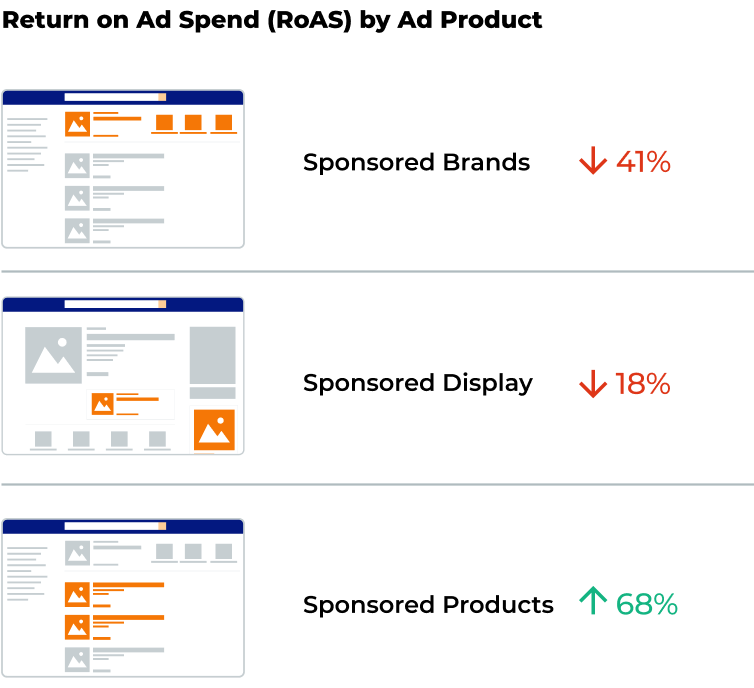 Return on Ad Spend (RoAS) by Ad Product
Sponsored Brands ↓ 41%
Sponsored Display ↓ 18%
Sponsored Products ↑ 68%